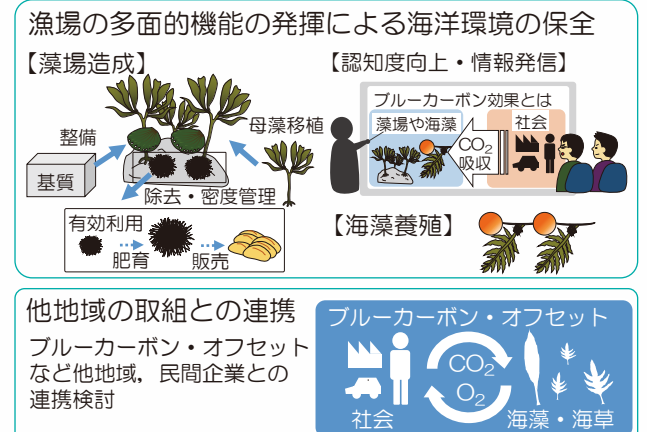 漁場の多面的機能の発揮による海洋環境の保全
【藻場造成】
整備
基質
母藻移植
除去・密度管理
有効利用
肥育
販売
【認知度向上・情報発信】
ブルーカーボン効果とは
藻場や海藻
CO2
吸収
社会
【海藻養殖】
他地域の取組との連携
ブルーカーボン・オフセット
など他地域，民間企業との
連携検討
ブルーカーボン・オフセット
CO2
O2
社会
海藻・海草